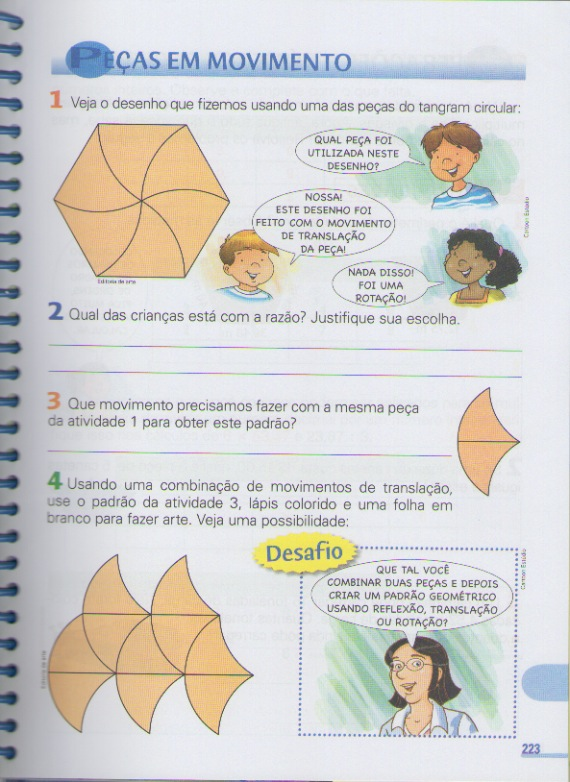 PEÇAS EM MOVIMENTO
1 Veja o desenho que fizemos usando uma das peças do tangram circular:
QUAL PEÇA FOI
UTILIZADA NESTE
DESENHO?
NOSSA!
ESTE DESENHO FOI
FEITO COM O MOVIMENTO
DE TRANSLAÇÃO
DA PEÇA!
NADA DISSO!
FOI UMA
ROTAÇÃO!
Cartoon Estúdio
Editoria de arte
2 Qual das crianças está com a razão? Justifique sua escolha.
3 Que movimento precisamos fazer com a mesma peça
da atividade 1 para obter este padrão?
4 Usando uma combinação de movimentos de translação,
use o padrão da atividade 3, lápis colorido e uma folha em
branco para fazer arte. Veja uma possibilidade:
Editoria de arte
Desafio
QUE TAL VOCÊ
COMBINAR DUAS PEÇAS E DEPOIS
CRIAR UM PADRÃO GEOMÉTRICO
USANDO REFLEXÃO, TRANSLAÇÃO
OU ROTAÇÃO?
Cartoon Estúdio
223